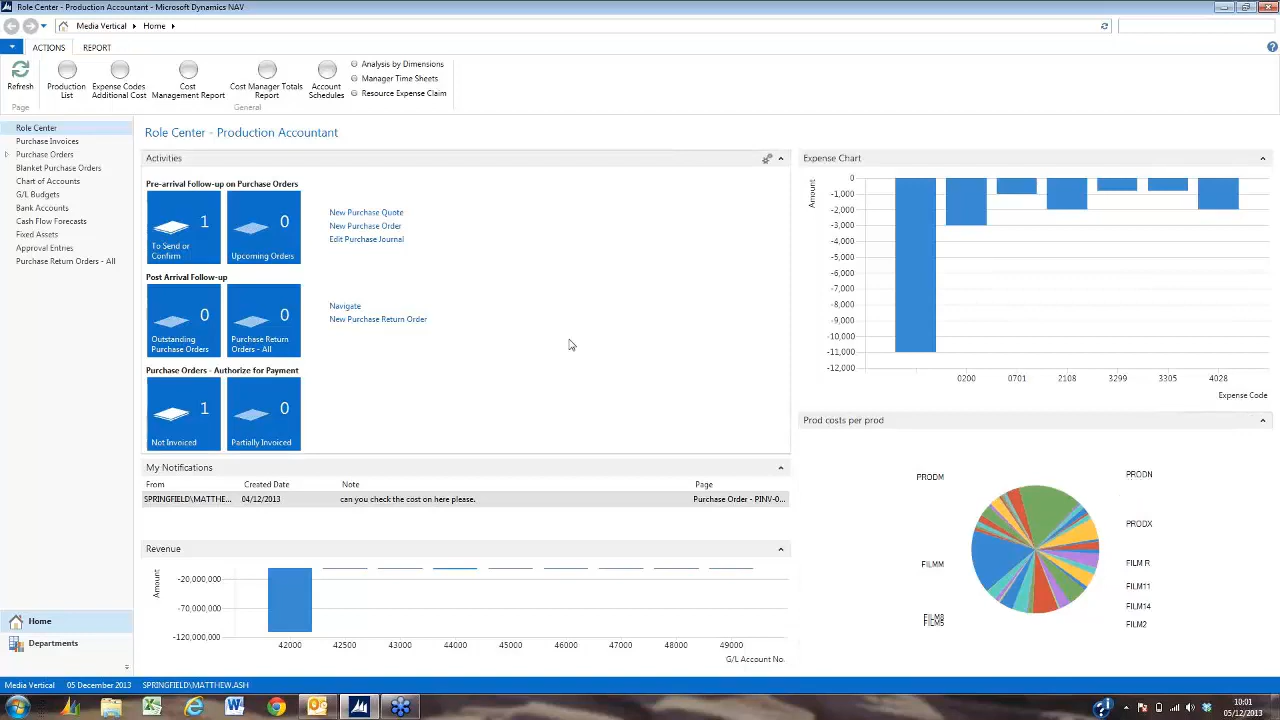 Role Center - Production Accountant - Microsoft Dynamics NAV
Media Vertical
Home
ACTIONS
REPORT
Refresh
Production List
Expense Codes Additional Cost
Cost Management Report
Cost Manager Totals Report
Account Schedules
Analysis by Dimensions
Manager Time Sheets
Resource Expense Claim
Page
General
Role Center
Purchase Invoices
Purchase Orders
Blanket Purchase Orders
Chart of Accounts
G/L Budgets
Bank Accounts
Cash Flow Forecasts
Fixed Assets
Approval Entries
Purchase Return Orders - All
Home
Departments
Role Center - Production Accountant
Activities
Pre-arrival Follow-up on Purchase Orders
1
To Send or Confirm
0
Upcoming Orders
New Purchase Quote
New Purchase Order
Edit Purchase Journal
Post Arrival Follow-up
0
Outstanding Purchase Orders
0
Purchase Return Orders - All
Navigate
New Purchase Return Order
Purchase Orders - Authorize for Payment
1
Not Invoiced
0
Partially Invoiced
My Notifications
From Created Date Note Page
SPRINGFIELD\MATTHE... 04/12/2013 can you check the cost on here please. Purchase Order - PINV-0...
Revenue
Amount
-20,000,000
-70,000,000
-120,000,000
42000 42500 43000 44000 45000 46000 47000 48000 49000
G/L Account No.
Expense Chart
Amount
0
-1,000
-2,000
-3,000
-4,000
-5,000
-6,000
-7,000
-8,000
-9,000
-10,000
-11,000
-12,000
0200 0701 2108 3299 3305 4028
Expense Code
Prod costs per prod
PRODM
PRODN
PRODX
FILMM
FILM R
FILM11
FILM14
FILM2
FILM5
Media Vertical 05 December 2013 SPRINGFIELD\MATTHEW.ASH
10:01
05/12/2013